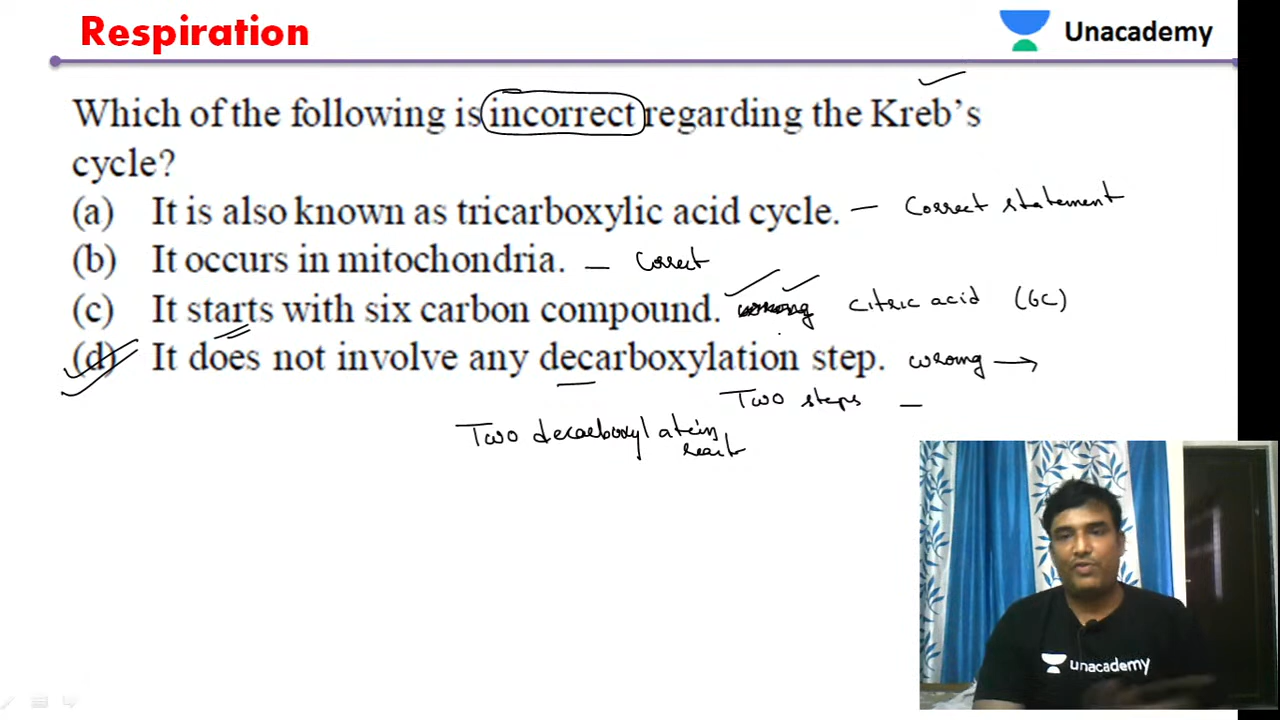 Respiration
Unacademy
Which of the following is incorrect regarding the Kreb's
cycle?
(a) It is also known as tricarboxylic acid cycle. — Correct statement
(b) It occurs in mitochondria. — Correct
(c) It starts with six carbon compound. wrong citric acid (6C)
(d) It does not involve any decarboxylation step. wrong →
Two steps —
Two decarboxylation
unacademy